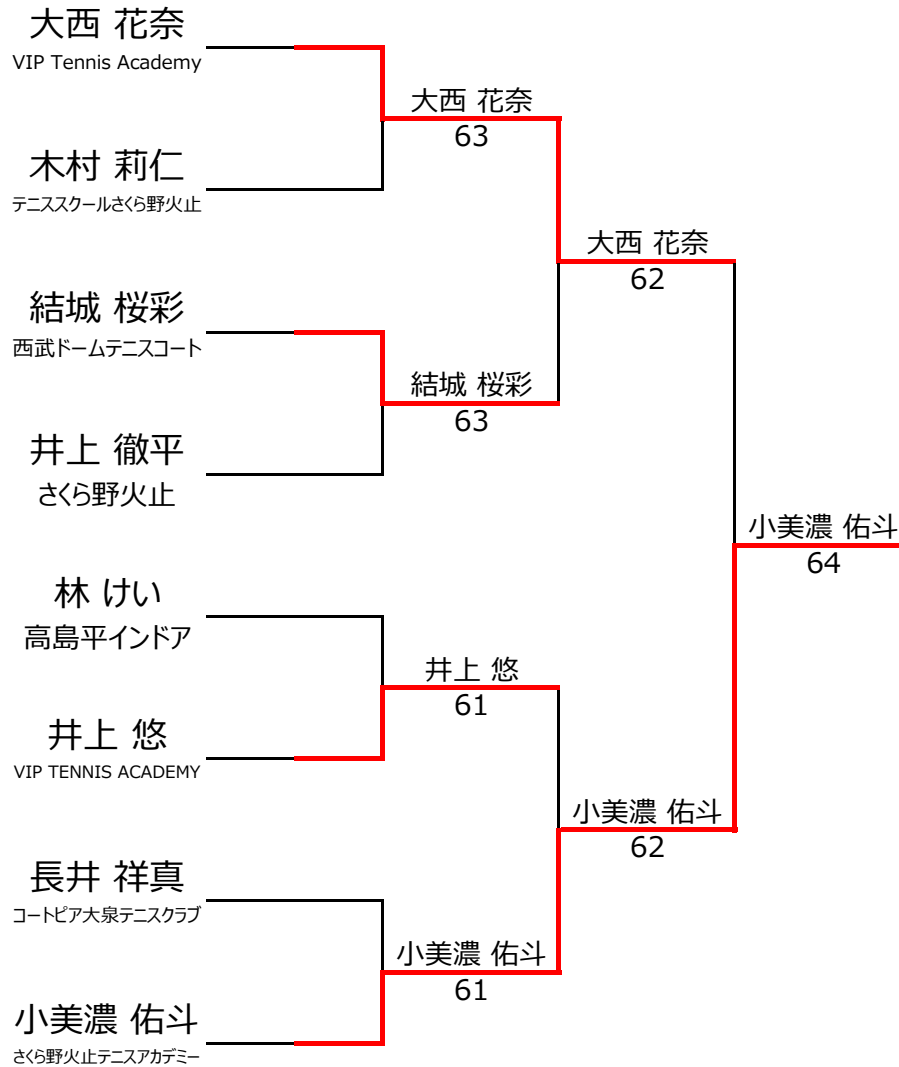 大西 花奈
VIP Tennis Academy
木村 莉仁
テニススクールさくら野火止
結城 桜彩
西武ドームテニスコート
井上 徹平
さくら野火止
林 けい
高島平インドア
井上 悠
VIP TENNIS ACADEMY
長井 祥真
コートピア大泉テニスクラブ
小美濃 佑斗
さくら野火止テニスアカデミー
大西 花奈
63
結城 桜彩
63
井上 悠
61
小美濃 佑斗
61
大西 花奈
62
小美濃 佑斗
62
小美濃 佑斗
64